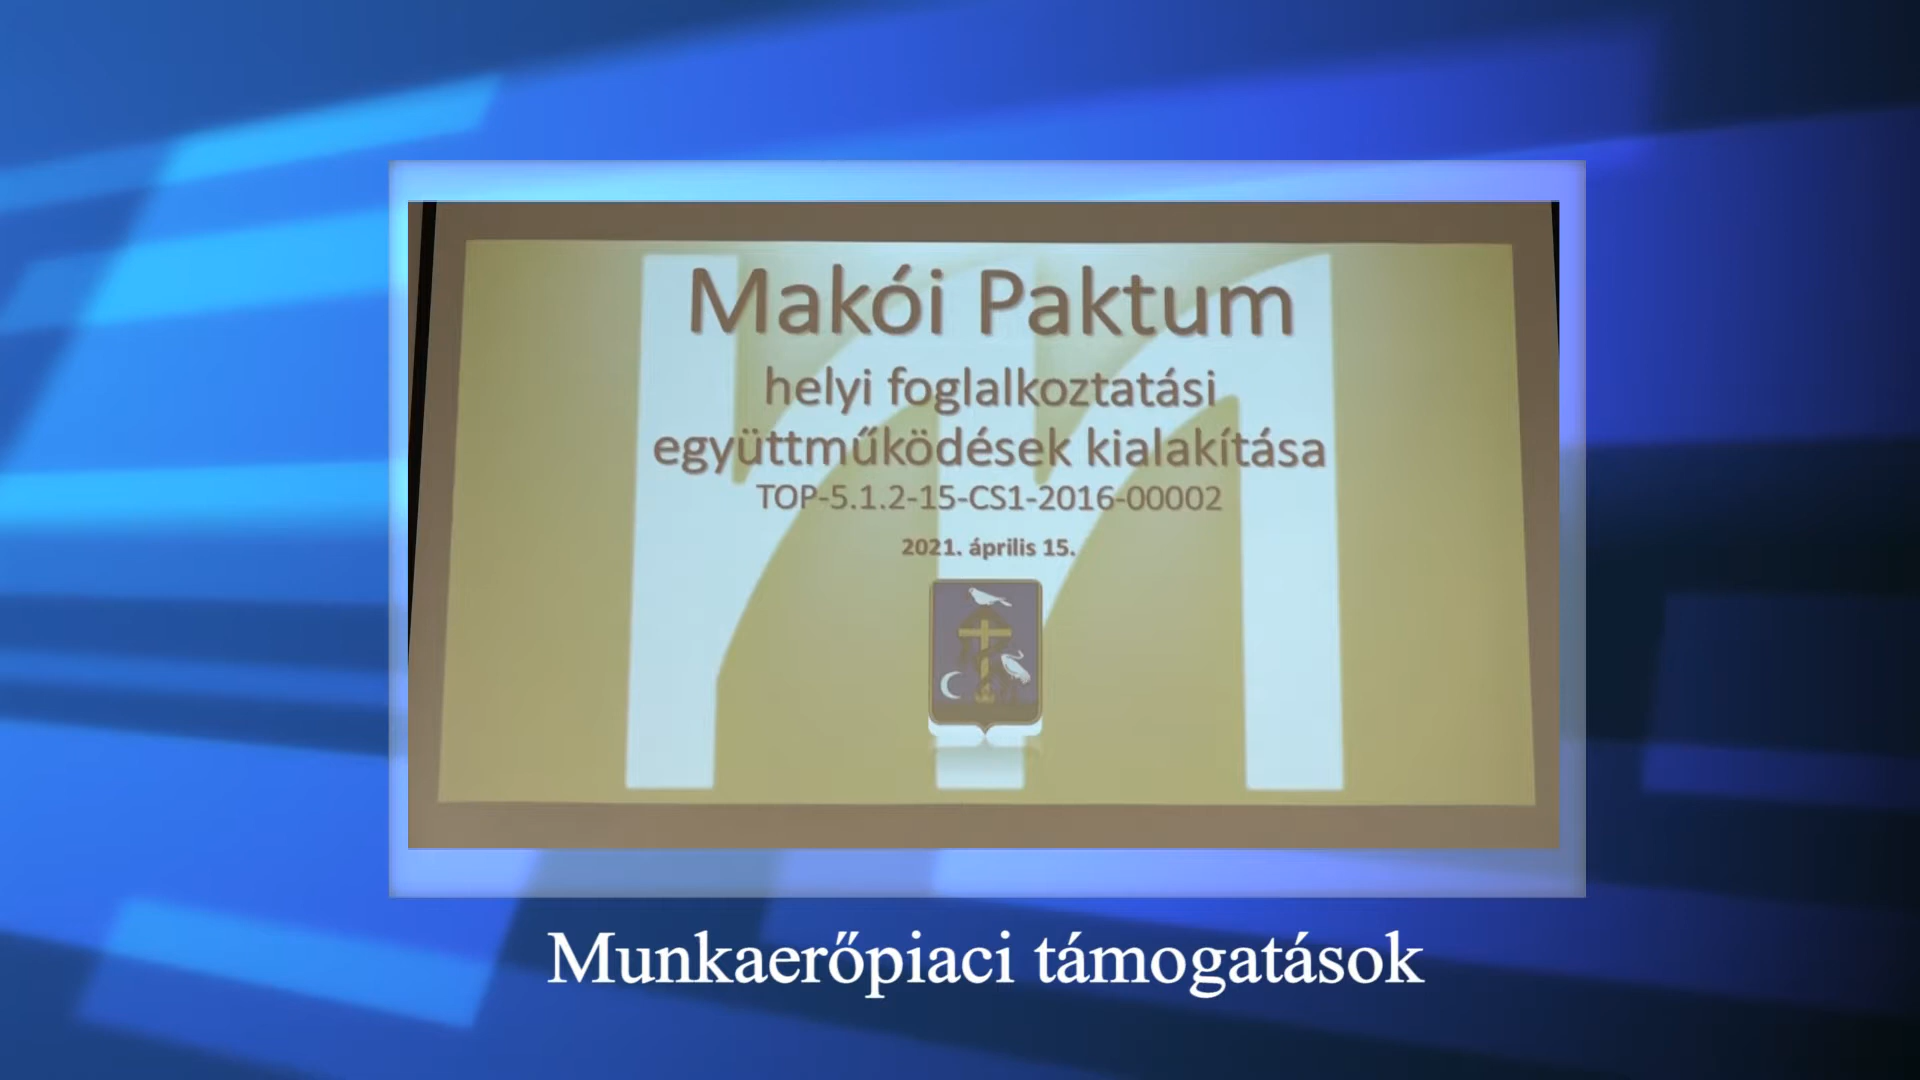 Makói Paktum
helyi foglalkoztatási
együttműködések kialakítása
TOP-5.1.2-15-CS1-2016-00002
2021. április 15.
Munkaerőpiaci támogatások